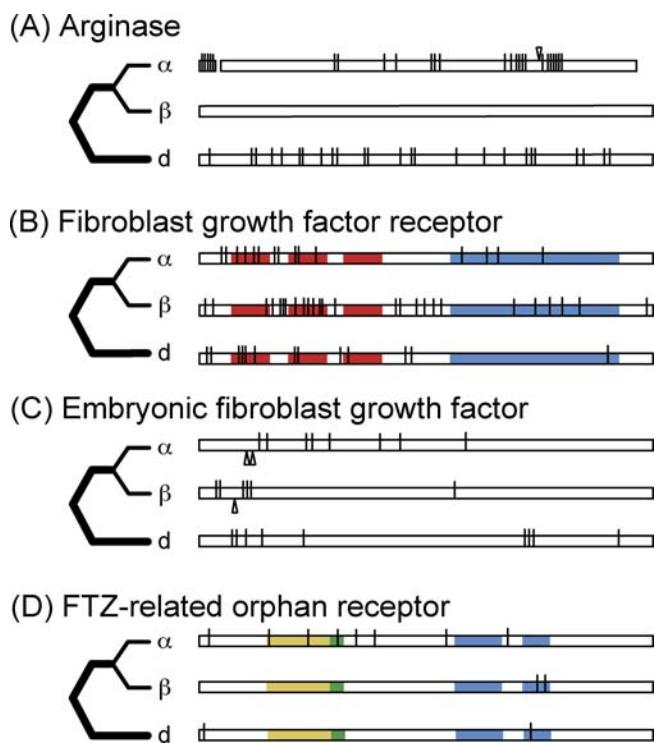 (A) Arginase
α
β
d
(B) Fibroblast growth factor receptor
α
β
d
(C) Embryonic fibroblast growth factor
α
β
d
(D) FTZ-related orphan receptor
α
β
d